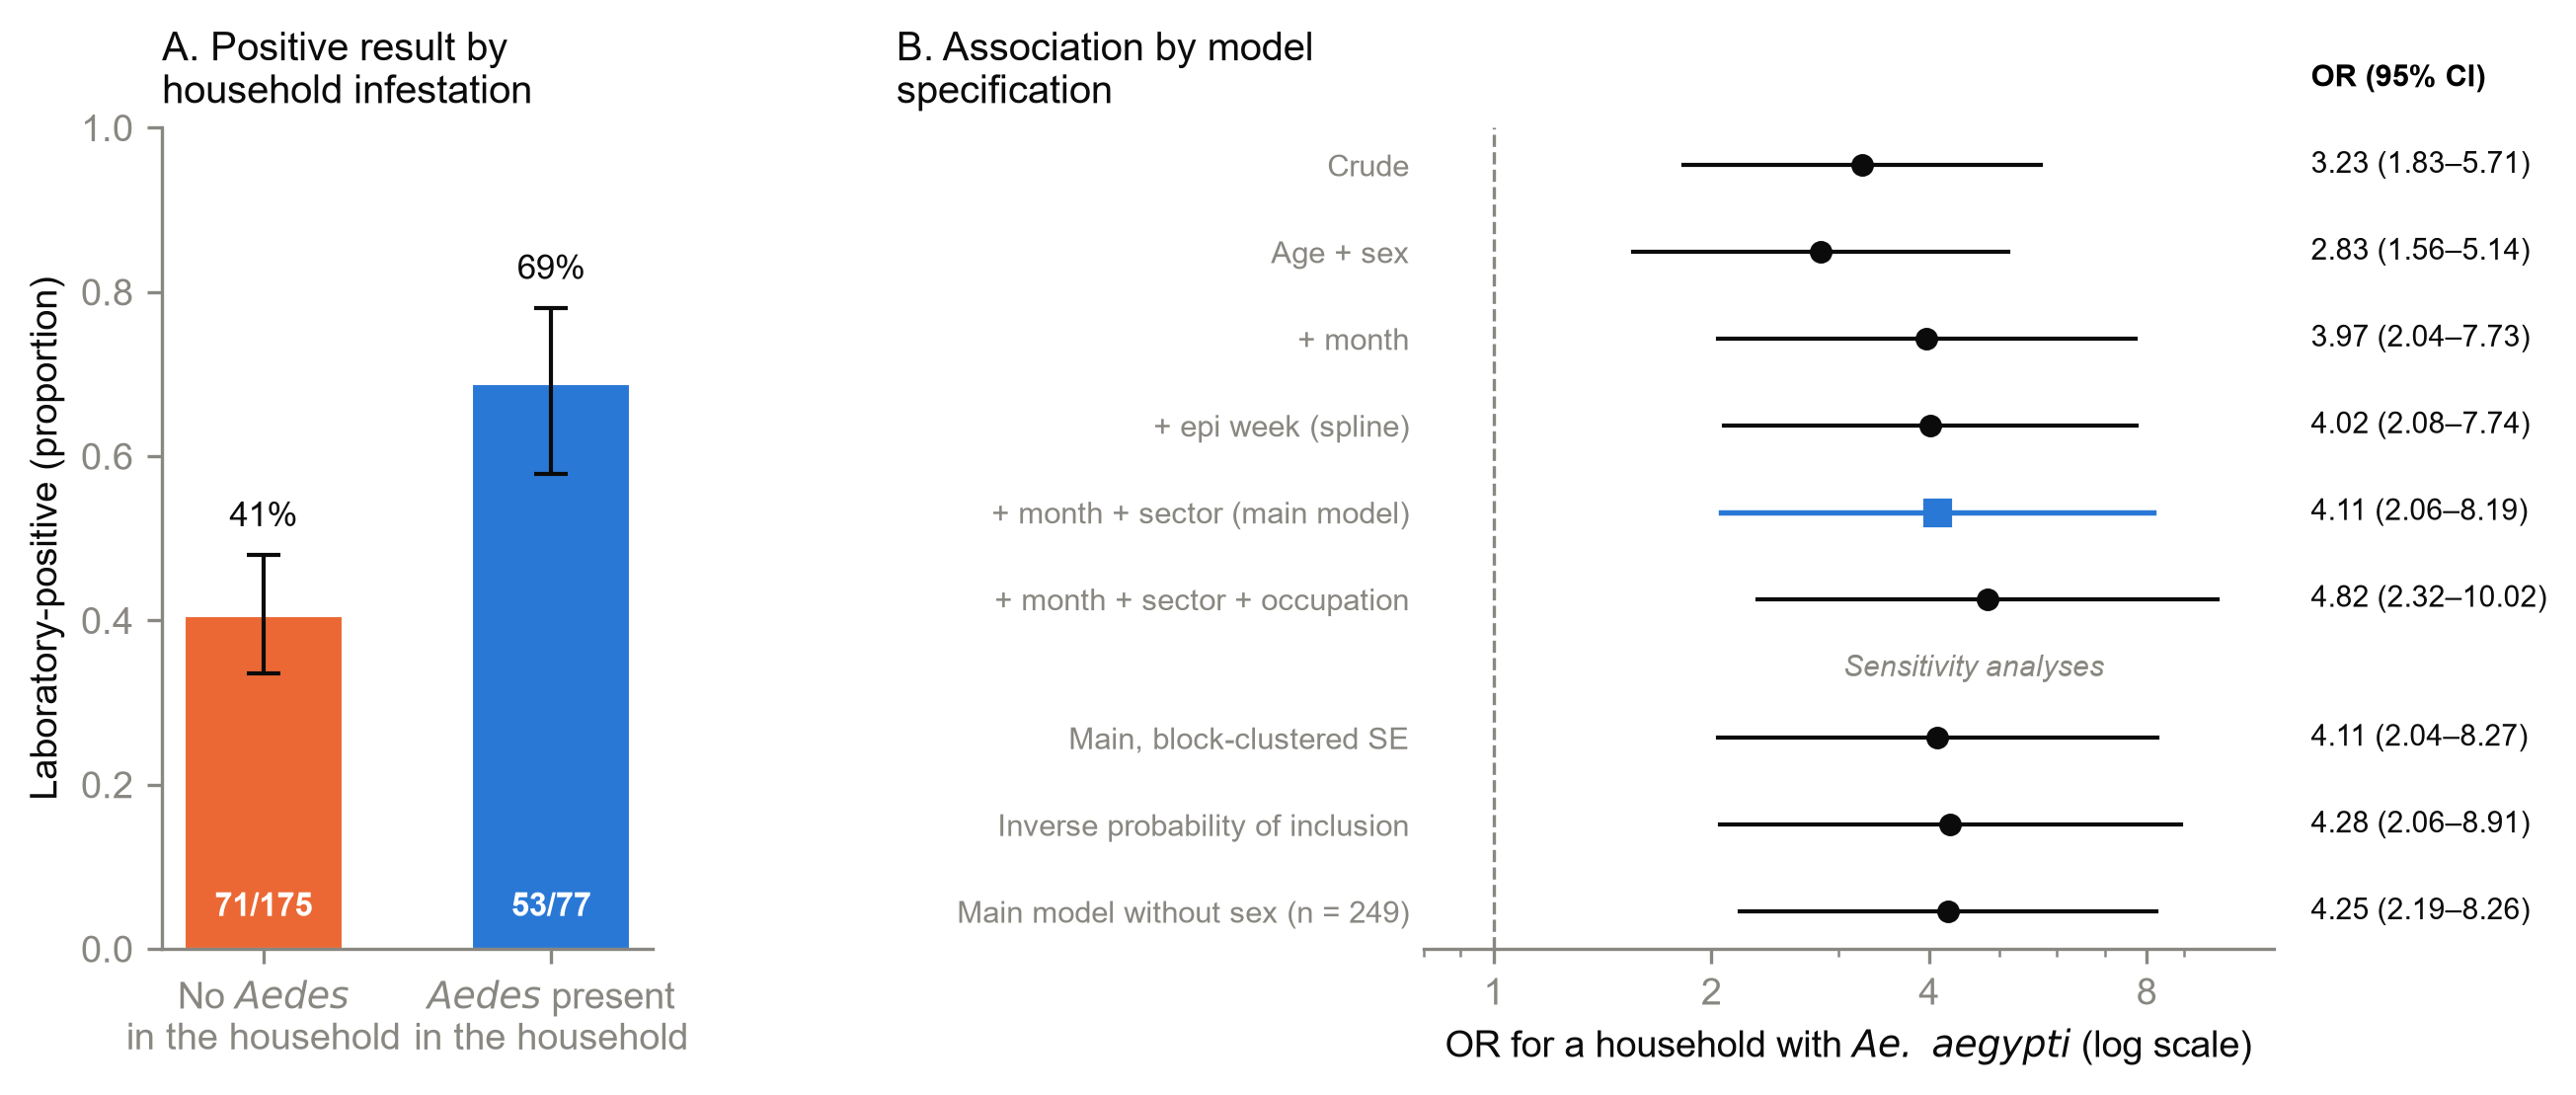 A. Positive result by
household infestation
Laboratory-positive (proportion)
1.0
0.8
0.6
0.4
0.2
0.0
41%
69%
71/175
53/77
No Aedes
in the household
Aedes present
in the household
B. Association by model
specification
OR (95% CI)
Crude
3.23 (1.83–5.71)
Age + sex
2.83 (1.56–5.14)
+ month
3.97 (2.04–7.73)
+ epi week (spline)
4.02 (2.08–7.74)
+ month + sector (main model)
4.11 (2.06–8.19)
+ month + sector + occupation
4.82 (2.32–10.02)
Sensitivity analyses
Main, block-clustered SE
4.11 (2.04–8.27)
Inverse probability of inclusion
4.28 (2.06–8.91)
Main model without sex (n = 249)
4.25 (2.19–8.26)
1
2
4
8
OR for a household with Ae. aegypti (log scale)